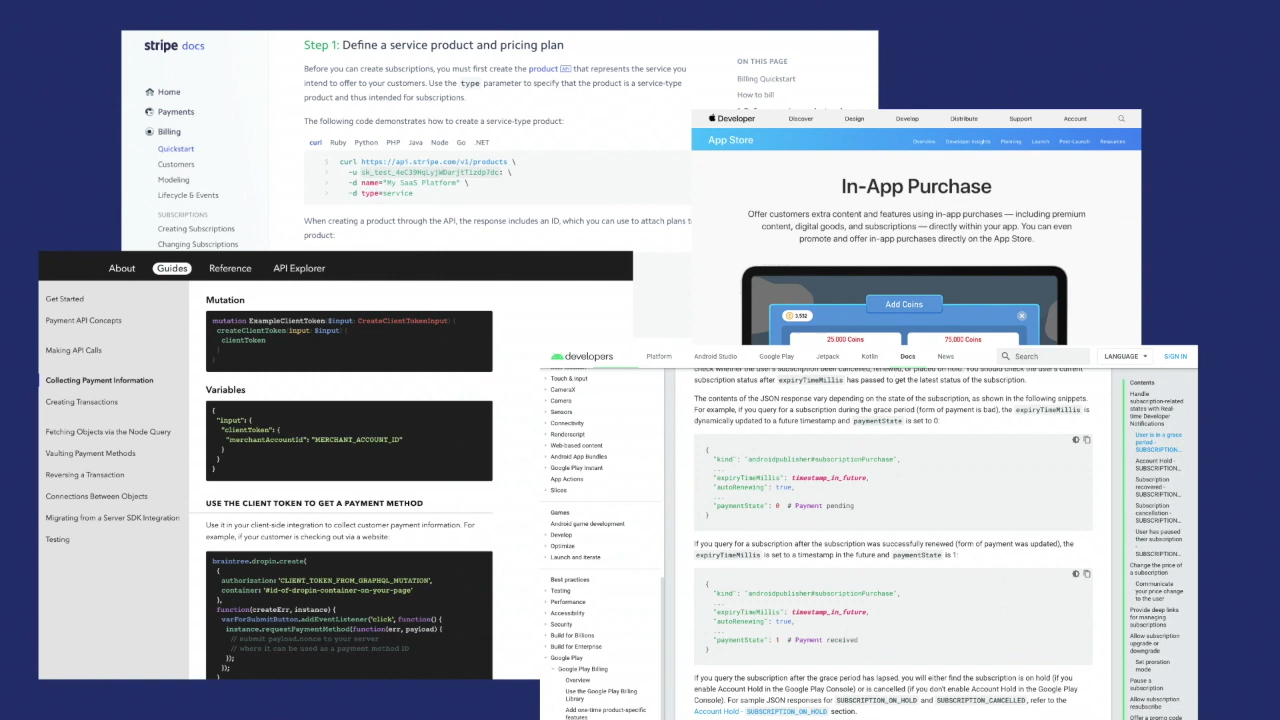 stripe docs
Home
Payments
Billing
Quickstart
Customers
Modeling
Lifecycle & Events
SUBSCRIPTIONS
Creating Subscriptions
Changing Subscriptions
Step 1: Define a service product and pricing plan
Before you can create subscriptions, you must first create the product API that represents the service you
intend to offer to your customers. Use the type parameter to specify that the product is a service-type
product and thus intended for subscriptions.
The following code demonstrates how to create a service-type product:
curl Ruby Python PHP Java Node Go .NET
curl https://api.stripe.com/v1/products \
-u sk_test_4eC39HqLyjWDarjtT1zdp7dc: \
-d name="My SaaS Platform" \
-d type=service
When creating a product through the API, the response includes an ID, which you can use to attach plans to
product:
ON THIS PAGE
Billing Quickstart
How to bill
Developer Discover Design Develop Distribute Support Account
App Store Overview Developer Insights Planning Launch Post-Launch Resources
In-App Purchase
Offer customers extra content and features using in-app purchases — including premium
content, digital goods, and subscriptions — directly within your app. You can even
promote and offer in-app purchases directly on the App Store.
Add Coins
3,552
25,000 Coins 75,000 Coins
About Guides Reference API Explorer
Get Started
Payment API Concepts
Making API Calls
Collecting Payment Information
Creating Transactions
Fetching Objects via the Node Query
Vaulting Payment Methods
Reversing a Transaction
Connections Between Objects
Migrating from a Server SDK Integration
Testing
Mutation
mutation ExampleClientToken($input: CreateClientTokenInput) {
createClientToken(input: $input) {
clientToken
}
}
Variables
{
"input": {
"clientToken": {
"merchantAccountId": "MERCHANT_ACCOUNT_ID"
}
}
}
USE THE CLIENT TOKEN TO GET A PAYMENT METHOD
Use it in your client-side integration to collect customer payment information. For
example, if your customer is checking out via a website:
braintree.dropin.create(
{
authorization: 'CLIENT_TOKEN_FROM_GRAPHQL_MUTATION',
container: '#id-of-dropin-container-on-your-page'
},
function(createErr, instance) {
varForSubmitButton.addEventListener('click', function() {
instance.requestPaymentMethod(function(err, payload) {
// submit payload.nonce to your server
// where it can be used as a payment method ID
});
});
}
developers Platform Android Studio Google Play Jetpack Kotlin Docs News Search LANGUAGE SIGN IN
Touch & input
CameraX
Camera
Sensors
Connectivity
Renderscript
Web-based content
Android App Bundles
Google Play Instant
App Actions
Slices
Games
Android game development
Develop
Optimize
Launch and iterate
Best practices
Testing
Performance
Accessibility
Security
Build for Billions
Build for Enterprise
Google Play
Google Play Billing
Overview
Use the Google Play Billing
Library
Add one-time product-specific
features
check whether the user's subscription has been cancelled, renewed, or placed on hold. You should check the user's current
subscription status after expiryTimeMillis has passed to get the latest status of the subscription.
The contents of the JSON response vary depending on the state of the subscription, as shown in the following snippets.
For example, if you query for a subscription during the grace period (form of payment is bad), the expiryTimeMillis is
dynamically updated to a future timestamp and paymentState is set to 0.
{
"kind": "androidpublisher#subscriptionPurchase",
...
"expiryTimeMillis": timestamp_in_future,
"autoRenewing": true,
...
"paymentState": 0 # Payment pending
}
If you query for a subscription after the subscription was successfully renewed (form of payment was updated), the
expiryTimeMillis is set to a timestamp in the future and paymentState is 1:
{
"kind": "androidpublisher#subscriptionPurchase",
...
"expiryTimeMillis": timestamp_in_future,
"autoRenewing": true,
...
"paymentState": 1 # Payment received
}
If you query the subscription after the grace period has lapsed, you will either find the subscription is on hold (if you
enable Account Hold in the Google Play Console) or is cancelled (if you don't enable Account Hold in the Google Play
Console). For sample JSON responses for SUBSCRIPTION_ON_HOLD and SUBSCRIPTION_CANCELLED, refer to the
Account Hold - SUBSCRIPTION_ON_HOLD section.
Contents
Handle
subscription-related
states with Real-
time Developer
Notifications
User is in a grace
period -
SUBSCRIPTION...
Account Hold -
SUBSCRIPTION...
Subscription
recovered -
SUBSCRIPTION...
Subscription
cancellation -
SUBSCRIPTION...
User has paused
their subscription
-
SUBSCRIPTION...
Change the price of
a subscription
Communicate
your price change
to the user
Provide deep links
for managing
subscriptions
Allow subscription
upgrade or
downgrade
Set proration
mode
Pause a
subscription
Allow subscription
resubscribe
Offer a promo code